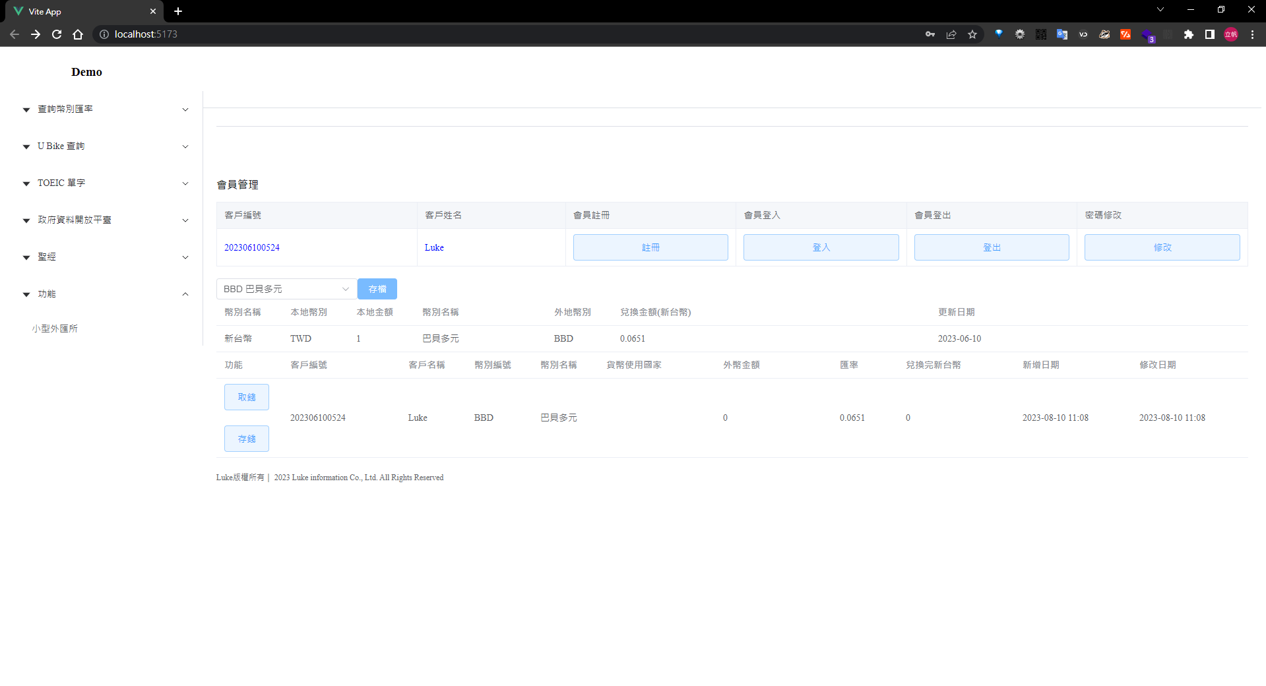 Vite App
localhost:5173
3
立帆
Demo
查詢幣別匯率
U Bike 查詢
TOEIC 單字
政府資料開放平臺
聖經
功能
小型外匯所
會員管理
客戶編號 客戶姓名 會員註冊 會員登入 會員登出 密碼修改
202306100524 Luke 註冊 登入 登出 修改
BBD 巴貝多元 存檔
幣別名稱 本地幣別 本地金額 幣別名稱 外地幣別 兌換金額(新台幣) 更新日期
新台幣 TWD 1 巴貝多元 BBD 0.0651 2023-06-10
功能 客戶編號 客戶名稱 幣別編號 幣別名稱 貨幣使用國家 外幣金額 匯率 兌換完新台幣 新增日期 修改日期
取錢
202306100524 Luke BBD 巴貝多元 0 0.0651 0 2023-08-10 11:08 2023-08-10 11:08
存錢
Luke版權所有｜ 2023 Luke information Co., Ltd. All Rights Reserved